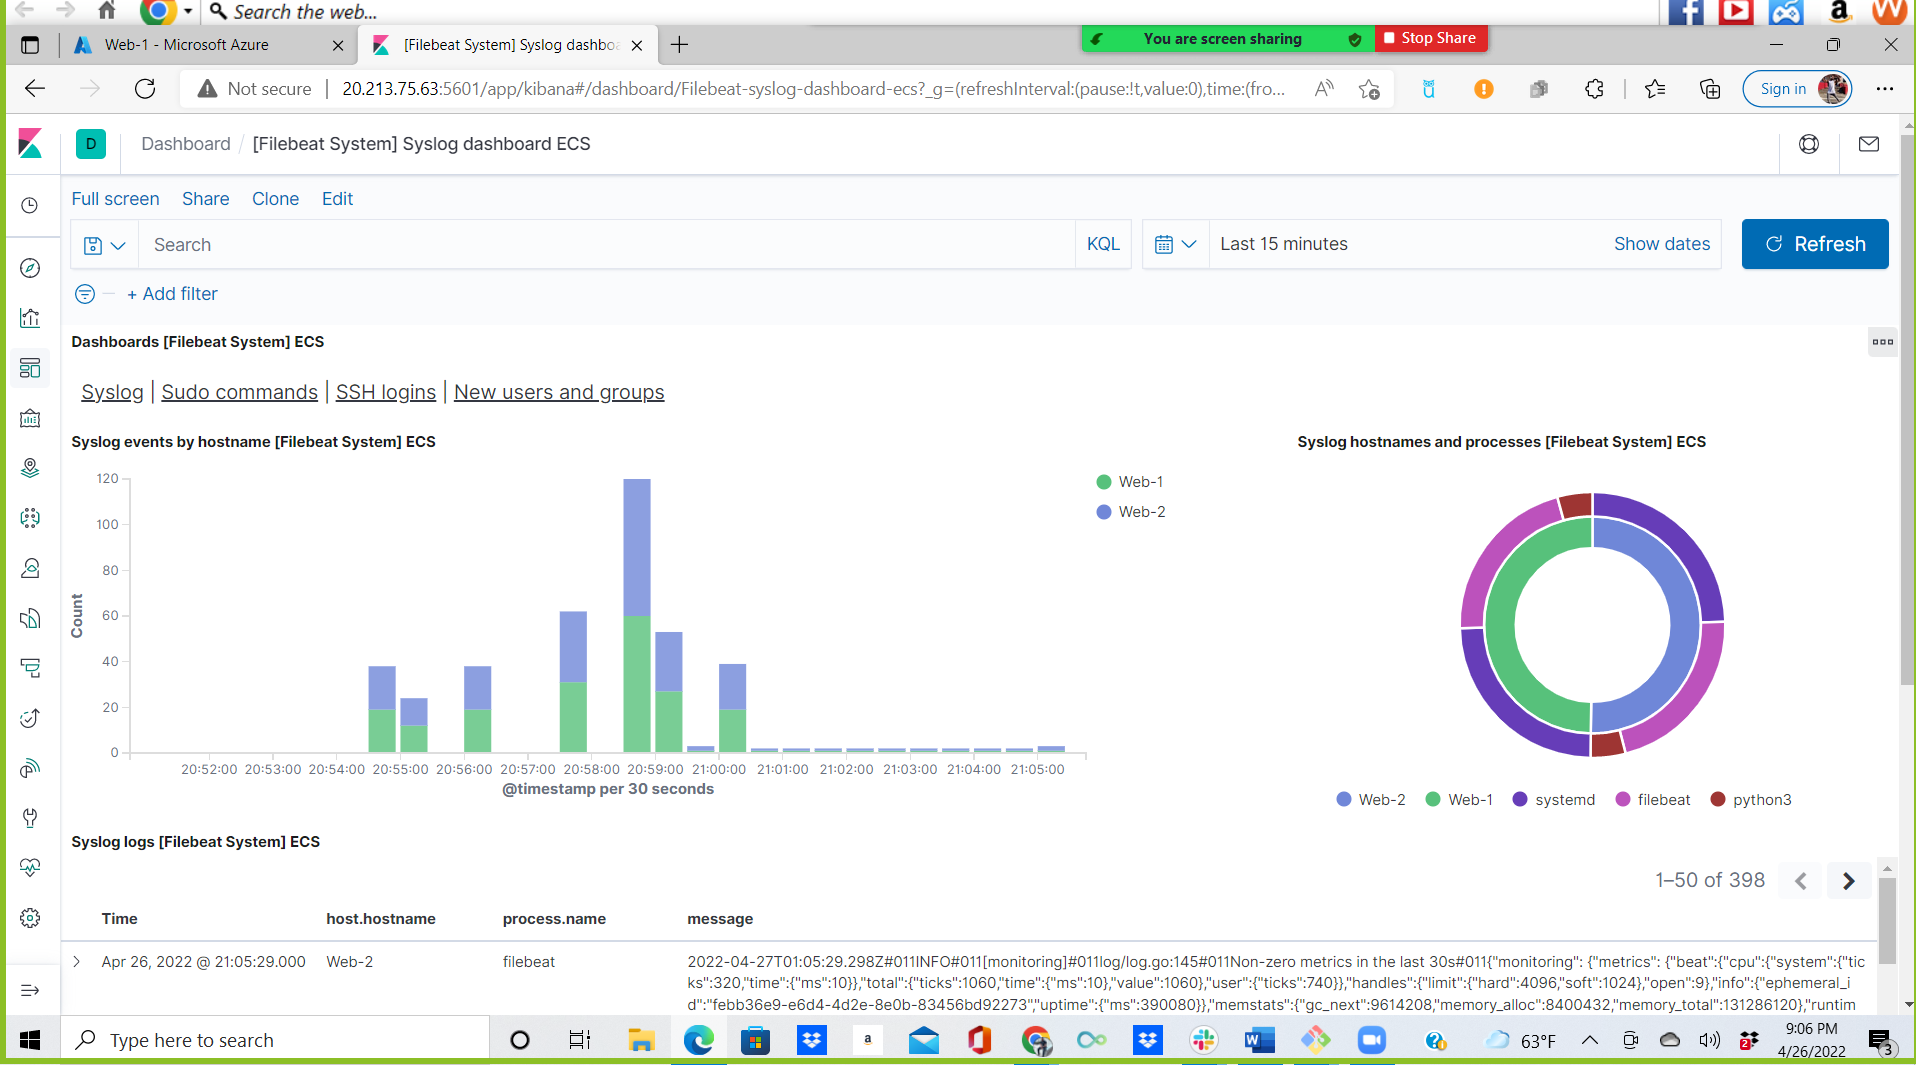 Search the web...
Web-1 - Microsoft Azure
[Filebeat System] Syslog dashboa
You are screen sharing
Stop Share
Not secure
20.213.75.63:5601/app/kibana#/dashboard/Filebeat-syslog-dashboard-ecs?_g=(refreshInterval:(pause:!t,value:0),time:(fro...
Sign in
D
Dashboard / [Filebeat System] Syslog dashboard ECS
Full screen Share Clone Edit
Search
KQL
Last 15 minutes
Show dates
Refresh
+ Add filter
Dashboards [Filebeat System] ECS
Syslog | Sudo commands | SSH logins | New users and groups
Syslog events by hostname [Filebeat System] ECS
120
100
80
60
40
20
0
Count
20:52:00 20:53:00 20:54:00 20:55:00 20:56:00 20:57:00 20:58:00 20:59:00 21:00:00 21:01:00 21:02:00 21:03:00 21:04:00 21:05:00
@timestamp per 30 seconds
Web-1
Web-2
Syslog hostnames and processes [Filebeat System] ECS
Web-2 Web-1 systemd filebeat python3
Syslog logs [Filebeat System] ECS
1–50 of 398
Time host.hostname process.name message
Apr 26, 2022 @ 21:05:29.000 Web-2 filebeat
2022-04-27T01:05:29.298Z#011INFO#011[monitoring]#011log/log.go:145#011Non-zero metrics in the last 30s#011{"monitoring": {"metrics": {"beat":{"cpu":{"system":{"tic
ks":320,"time":{"ms":10}},"total":{"ticks":1060,"time":{"ms":10},"value":1060},"user":{"ticks":740}},"handles":{"limit":{"hard":4096,"soft":1024},"open":9},"info":{"ephemeral_i
d":"febb36e9-e6d4-4d2e-8e0b-83456bd92273","uptime":{"ms":390080}},"memstats":{"gc_next":9614208,"memory_alloc":8400432,"memory_total":131286120},"runtim
Type here to search
63°F
2
9:06 PM
4/26/2022
3